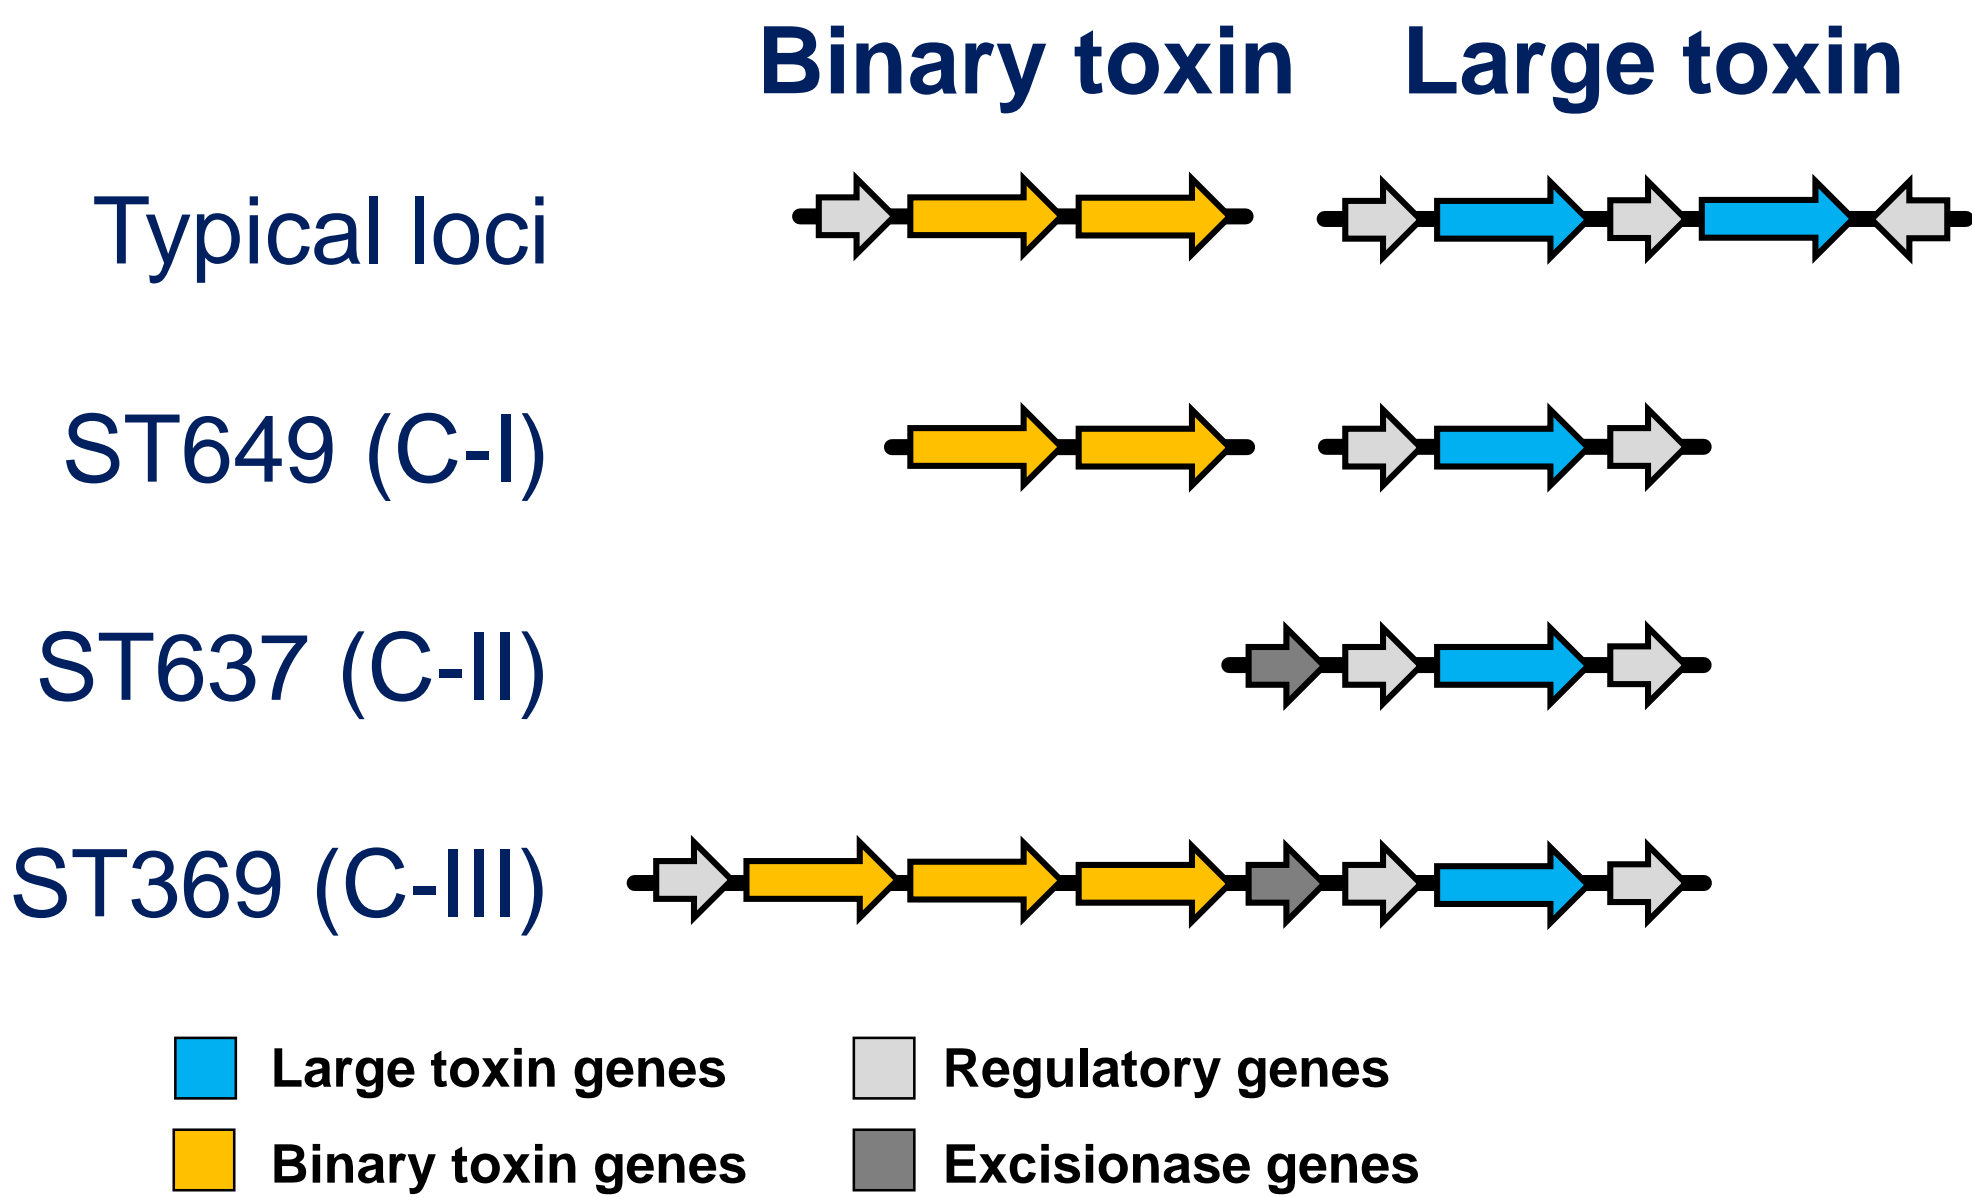 Binary toxin Large toxin
Typical loci
ST649 (C-I)
ST637 (C-II)
ST369 (C-III)
Large toxin genes Regulatory genes
Binary toxin genes Excisionase genes